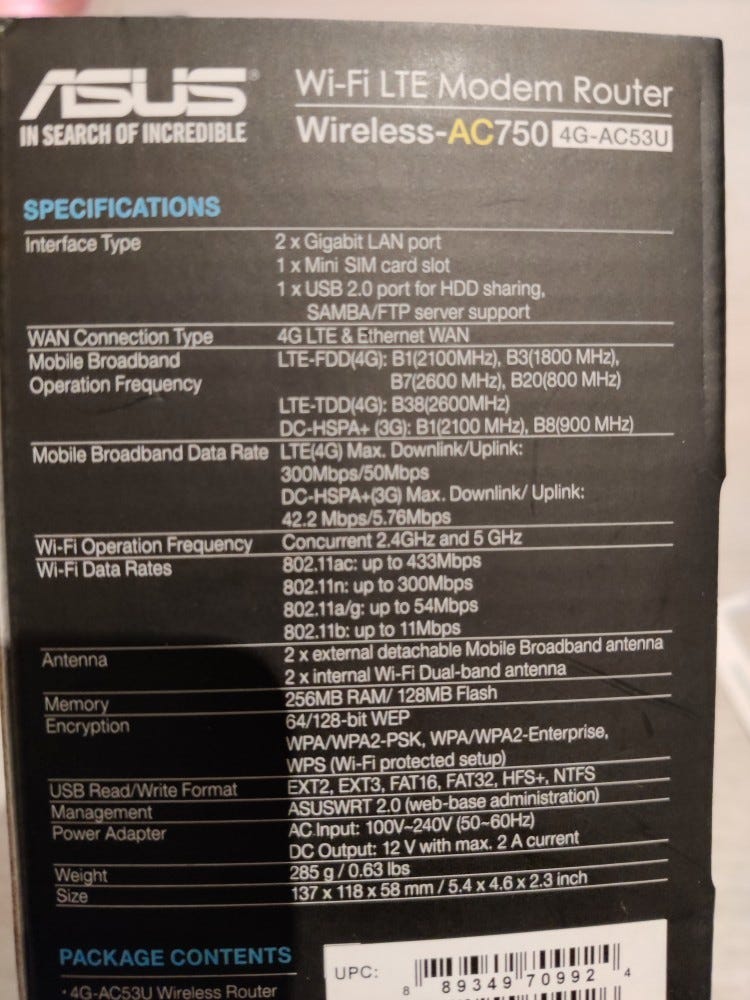 ASUS
IN SEARCH OF INCREDIBLE
Wi-Fi LTE Modem Router
Wireless-AC750 4G-AC53U
SPECIFICATIONS
Interface Type 2 x Gigabit LAN port
1 x Mini SIM card slot
1 x USB 2.0 port for HDD sharing,
SAMBA/FTP server support
WAN Connection Type 4G LTE & Ethernet WAN
Mobile Broadband LTE-FDD(4G): B1(2100MHz), B3(1800 MHz),
Operation Frequency B7(2600 MHz), B20(800 MHz)
LTE-TDD(4G): B38(2600MHz)
DC-HSPA+ (3G): B1(2100 MHz), B8(900 MHz)
Mobile Broadband Data Rate LTE(4G) Max. Downlink/Uplink:
300Mbps/50Mbps
DC-HSPA+(3G) Max. Downlink/ Uplink:
42.2 Mbps/5.76Mbps
Wi-Fi Operation Frequency Concurrent 2.4GHz and 5 GHz
Wi-Fi Data Rates 802.11ac: up to 433Mbps
802.11n: up to 300Mbps
802.11a/g: up to 54Mbps
802.11b: up to 11Mbps
Antenna 2 x external detachable Mobile Broadband antenna
2 x internal Wi-Fi Dual-band antenna
Memory 256MB RAM/ 128MB Flash
Encryption 64/128-bit WEP
WPA/WPA2-PSK, WPA/WPA2-Enterprise,
WPS (Wi-Fi protected setup)
USB Read/Write Format EXT2, EXT3, FAT16, FAT32, HFS+, NTFS
Management ASUSWRT 2.0 (web-base administration)
Power Adapter AC Input: 100V~240V (50~60Hz)
DC Output: 12 V with max. 2 A current
Weight 285 g / 0.63 lbs
Size 137 x 118 x 58 mm / 5.4 x 4.6 x 2.3 inch
PACKAGE CONTENTS
• 4G-AC53U Wireless Router
UPC:
8 89349 70992 4